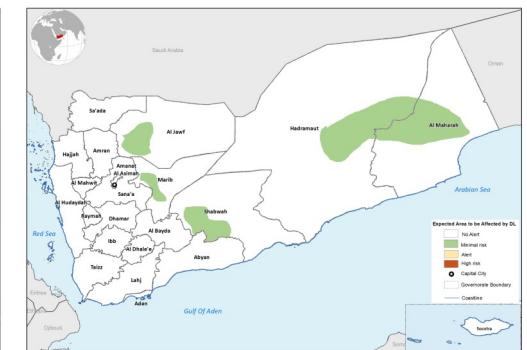 Saudi Arabia
Oman
Sa'ada
Al Jawf
Hadramaut
Al Maharah
Hajjah
Amran
Amanat
Al Asimah
Marib
Al Mahwit
Sana'a
Arabian Sea
Al Hudaydah
Shabwah
Raymah
Dhamar
Red Sea
Al Bayda
Ibb
Al Dhale'e
Abyan
Taizz
Lahj
Aden
Gulf Of Aden
Eritrea
Djibouti
Expected Area to be Affected by DL
No Alert
Minimal risk
Alert
High risk
Capital City
Governorate Boundary
Coastline
Socotra